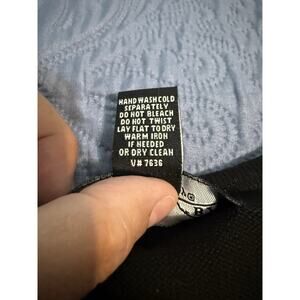 HAND WASH COLD
SEPARATELY
DO NOT BLEACH
DO NOT TWIST
LAY FLAT TO DRY
WARM IRON
IF NEEDED
OR DRY CLEAN
V# 7636